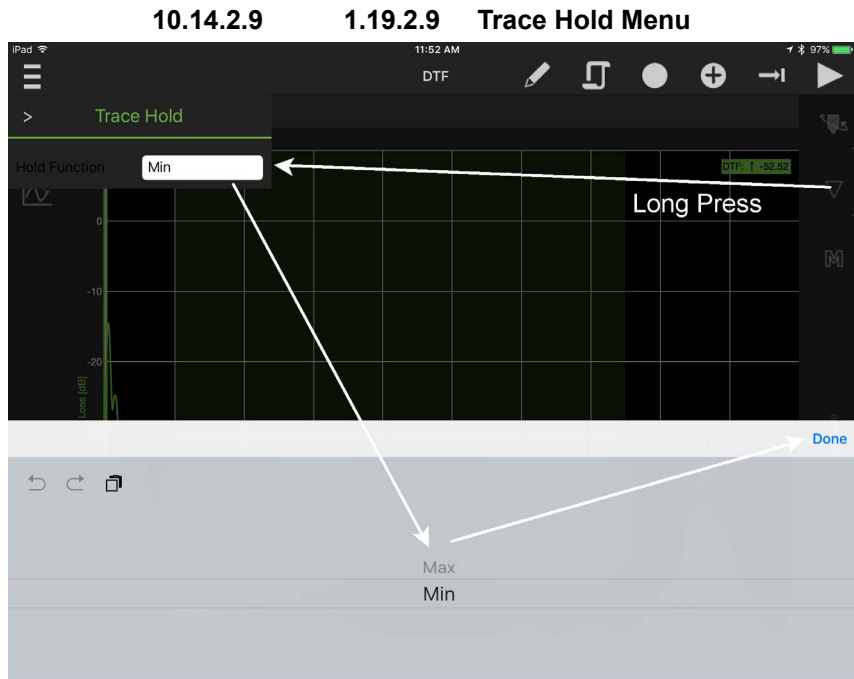 10.14.2.9 1.19.2.9 Trace Hold Menu
iPad 11:52 AM 97%
DTF
> Trace Hold
Hold Function Min
DTF: ↑ -52.52
Long Press
M
0
-10
-20
Loss [dB]
Done
Max
Min